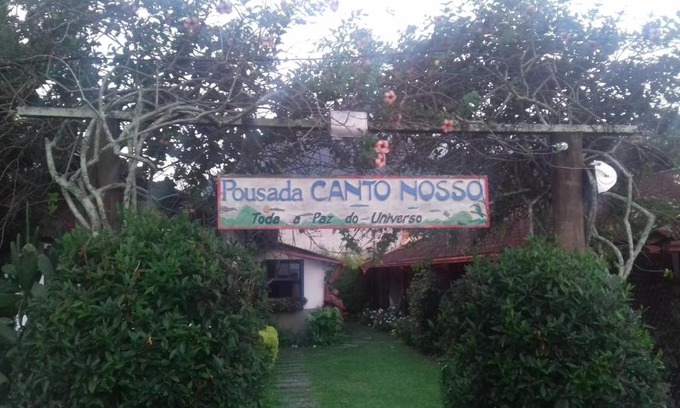 Pousada CANTO NOSSO
Toda a Paz do Universo